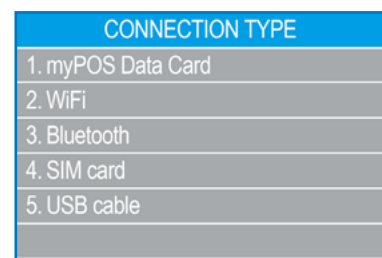 CONNECTION TYPE
1. myPOS Data Card
2. WiFi
3. Bluetooth
4. SIM card
5. USB cable